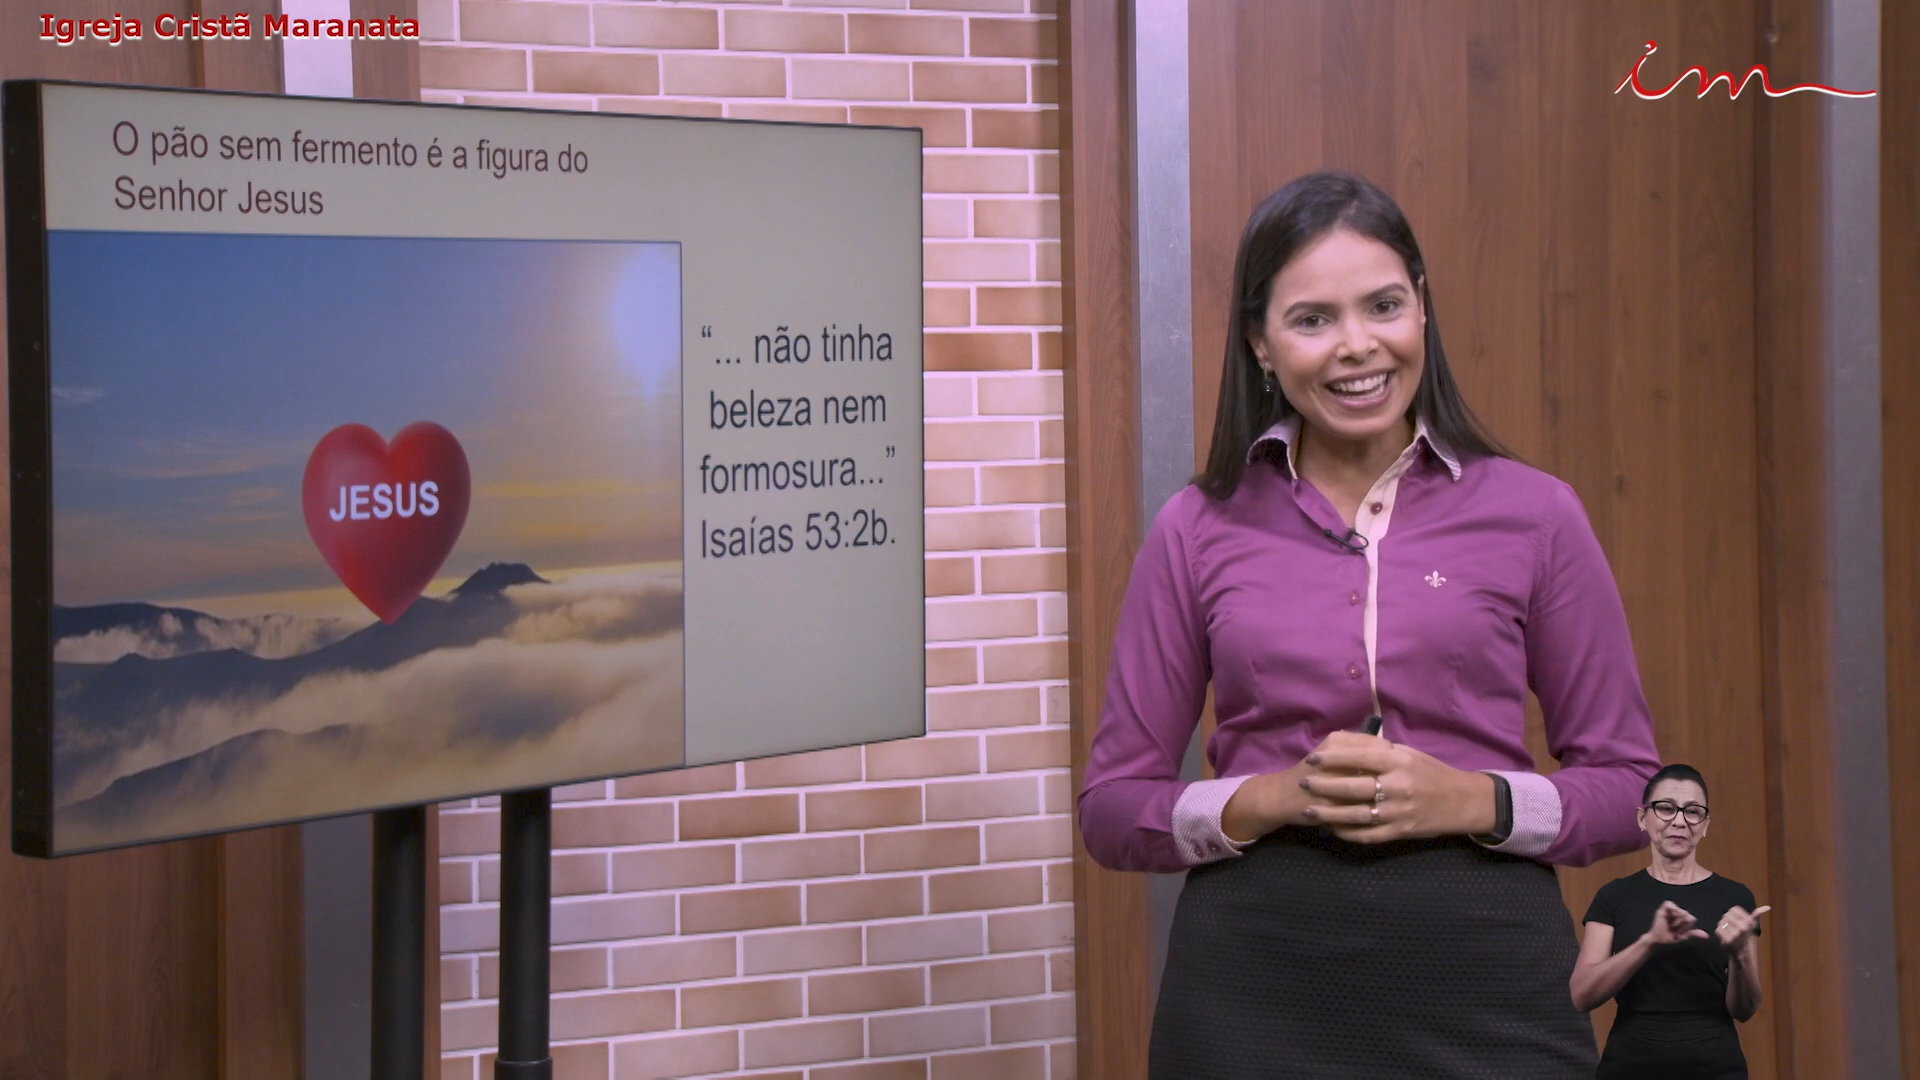 Igreja Cristã Maranata
im
O pão sem fermento é a figura do
Senhor Jesus
JESUS
“... não tinha
beleza nem
formosura...”
Isaías 53:2b.